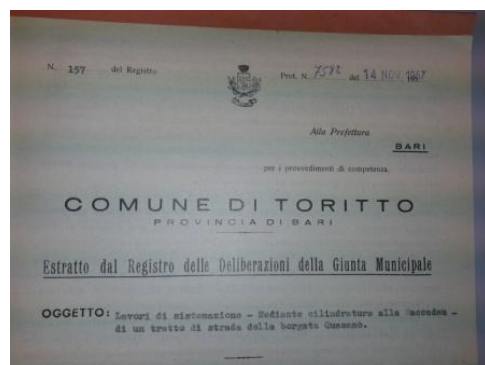 N. 157 del Registro
Prot. N. 7582 del 14 NOV. 1967
Alla Prefettura
BARI
per i provvedimenti di competenza.
COMUNE DI TORITTO
PROVINCIA DI BARI
Estratto dal Registro delle Deliberazioni della Giunta Municipale
OGGETTO: Lavori di sistemazione - Mediante cilindratura alla
di un tratto di strada della borgata Quasano.